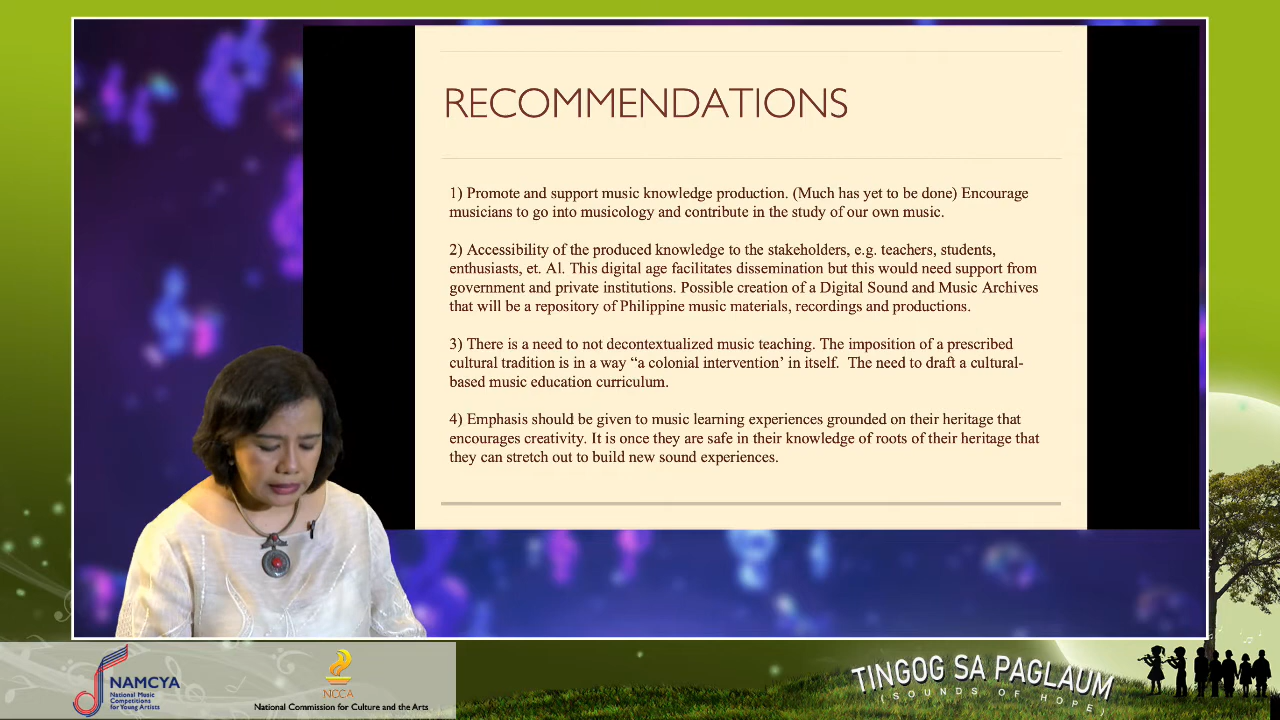 RECOMMENDATIONS
1) Promote and support music knowledge production. (Much has yet to be done) Encourage
musicians to go into musicology and contribute in the study of our own music.
2) Accessibility of the produced knowledge to the stakeholders, e.g. teachers, students,
enthusiasts, et. Al. This digital age facilitates dissemination but this would need support from
government and private institutions. Possible creation of a Digital Sound and Music Archives
that will be a repository of Philippine music materials, recordings and productions.
3) There is a need to not decontextualized music teaching. The imposition of a prescribed
cultural tradition is in a way “a colonial intervention’ in itself.  The need to draft a cultural-
based music education curriculum.
4) Emphasis should be given to music learning experiences grounded on their heritage that
encourages creativity. It is once they are safe in their knowledge of roots of their heritage that
they can stretch out to build new sound experiences.
NAMCYA
National Music
Competitions
for Young Artists
NCCA
National Commission for Culture and the Arts
TINGOG SA PAGLAUM
(SOUNDS OF HOPE)